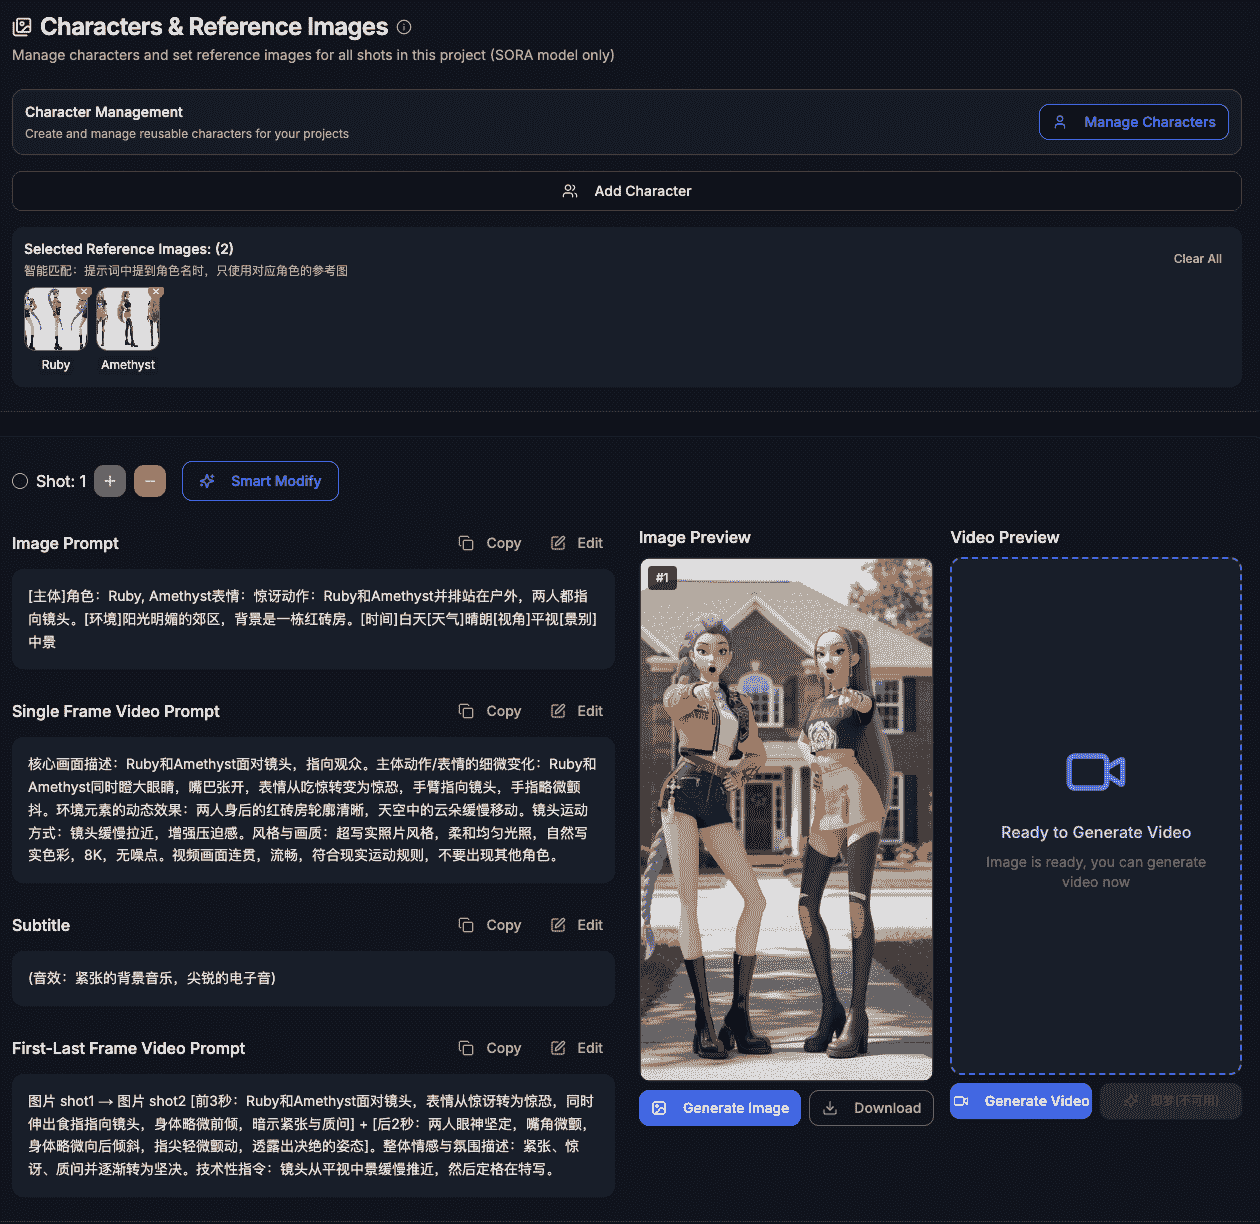 Characters & Reference Images
Manage characters and set reference images for all shots in this project (SORA model only)
Character Management
Create and manage reusable characters for your projects
Manage Characters
Add Character
Selected Reference Images: (2)
智能匹配：提示词中提到角色名时，只使用对应角色的参考图
Clear All
Ruby
Amethyst
Shot: 1
Smart Modify
Image Prompt
Copy
Edit
[主体]角色：Ruby, Amethyst表情：惊讶动作：Ruby和Amethyst并排站在户外，两人都指
向镜头。[环境]阳光明媚的郊区，背景是一栋红砖房。[时间]白天[天气]晴朗[视角]平视[景别]
中景
Single Frame Video Prompt
Copy
Edit
核心画面描述：Ruby和Amethyst面对镜头，指向观众。主体动作/表情的细微变化：Ruby和
Amethyst同时瞪大眼睛，嘴巴张开，表情从吃惊转变为惊恐，手臂指向镜头，手指略微颤
抖。环境元素的动态效果：两人身后的红砖房轮廓清晰，天空中的云朵缓慢移动。镜头运动
方式：镜头缓慢拉近，增强压迫感。风格与画质：超写实照片风格，柔和均匀光照，自然写
实色彩，8K，无噪点。视频画面连贯，流畅，符合现实运动规则，不要出现其他角色。
Subtitle
Copy
Edit
(音效：紧张的背景音乐，尖锐的电子音)
First-Last Frame Video Prompt
Copy
Edit
图片 shot1 → 图片 shot2 [前3秒：Ruby和Amethyst面对镜头，表情从惊讶转为惊恐，同时
伸出食指指向镜头，身体略微前倾，暗示紧张与质问] + [后2秒：两人眼神坚定，嘴角微颤，
身体略微向后倾斜，指尖轻微颤动，透露出决绝的姿态]。整体情感与氛围描述：紧张、惊
讶、质问并逐渐转为坚决。技术性指令：镜头从平视中景缓慢推近，然后定格在特写。
Image Preview
#1
Generate Image
Download
Video Preview
Ready to Generate Video
Image is ready, you can generate
video now
Generate Video
即梦(不可用)